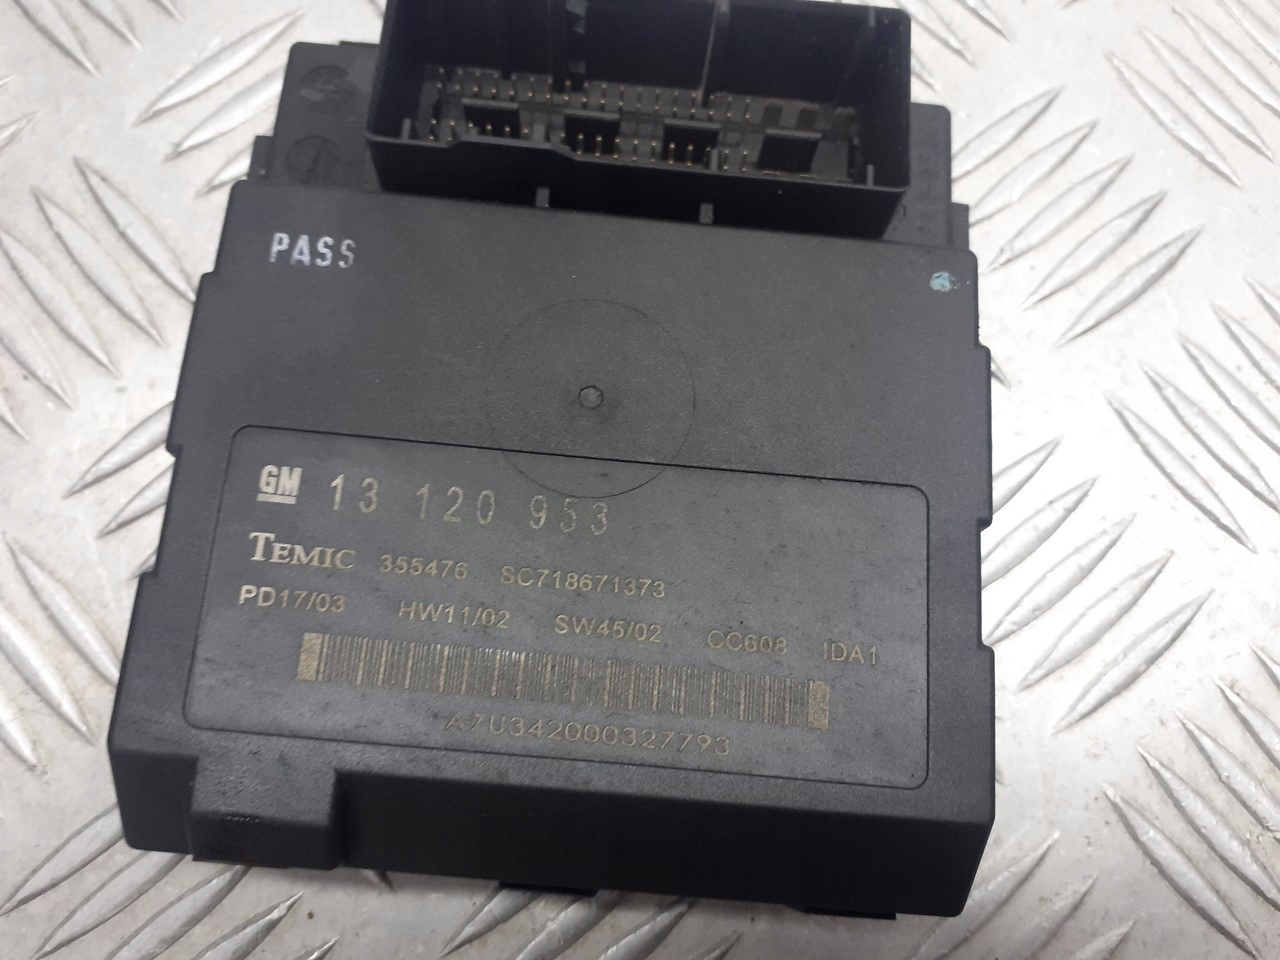 PASS
GM 13 120 953
TEMIC 355476 SC718671373
PD17/03 HW11/02 SW45/02 CC608 IDA1
A7U342000327793